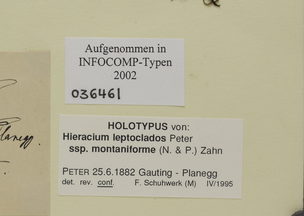 Aufgenommen in
INFOCOMP-Typen
2002
036461
Planegg.
HOLOTYPUS von:
Hieracium leptoclados Peter
ssp. montaniforme (N. & P.) Zahn
PETER 25.6.1882 Gauting - Planegg
det. rev. conf. F. Schuhwerk (M) IV/1995